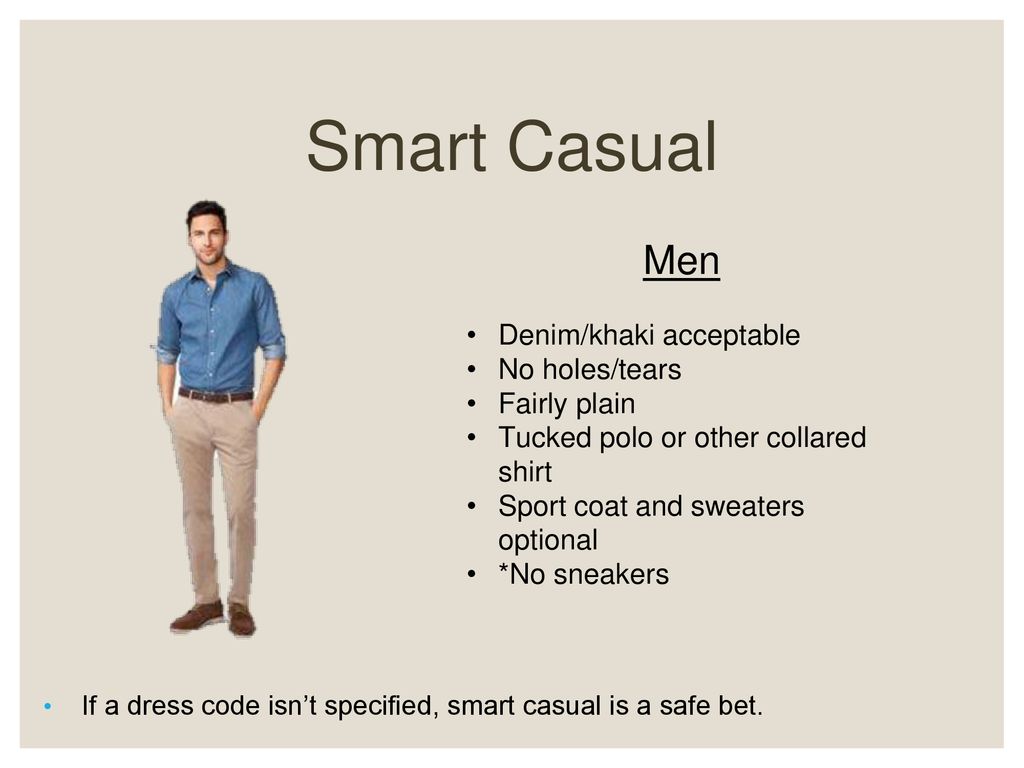 Smart Casual
Men
• Denim/khaki acceptable
• No holes/tears
• Fairly plain
• Tucked polo or other collared
shirt
• Sport coat and sweaters
optional
• *No sneakers
• If a dress code isn’t specified, smart casual is a safe bet.